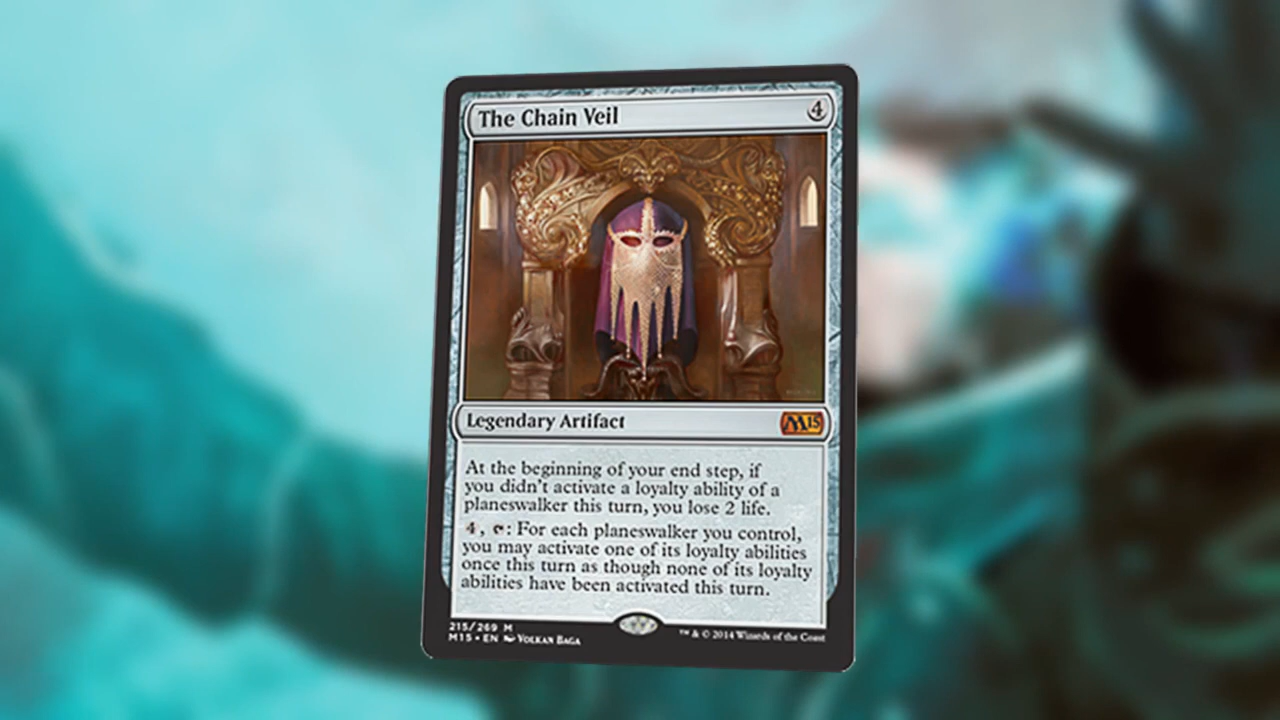 The Chain Veil 4
Legendary Artifact M15
At the beginning of your end step, if
you didn't activate a loyalty ability of a
planeswalker this turn, you lose 2 life.
4, : For each planeswalker you control,
you may activate one of its loyalty abilities
once this turn as though none of its loyalty
abilities have been activated this turn.
215/269 M
M15 • EN VOLKAN BAGA
™ & © 2014 Wizards of the Coast